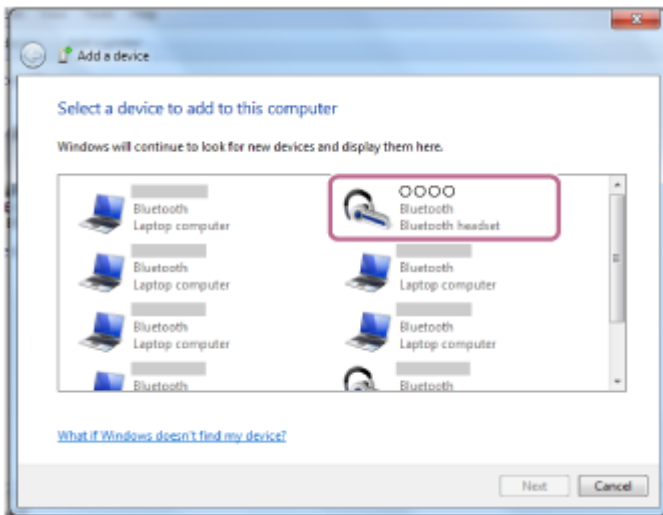 Add a device
Select a device to add to this computer
Windows will continue to look for new devices and display them here.
Bluetooth
Laptop computer
OOOO
Bluetooth
Bluetooth headset
Bluetooth
Laptop computer
Bluetooth
Laptop computer
Bluetooth
Laptop computer
Bluetooth
Laptop computer
Bluetooth
Bluetooth
What if Windows doesn't find my device?
Next
Cancel